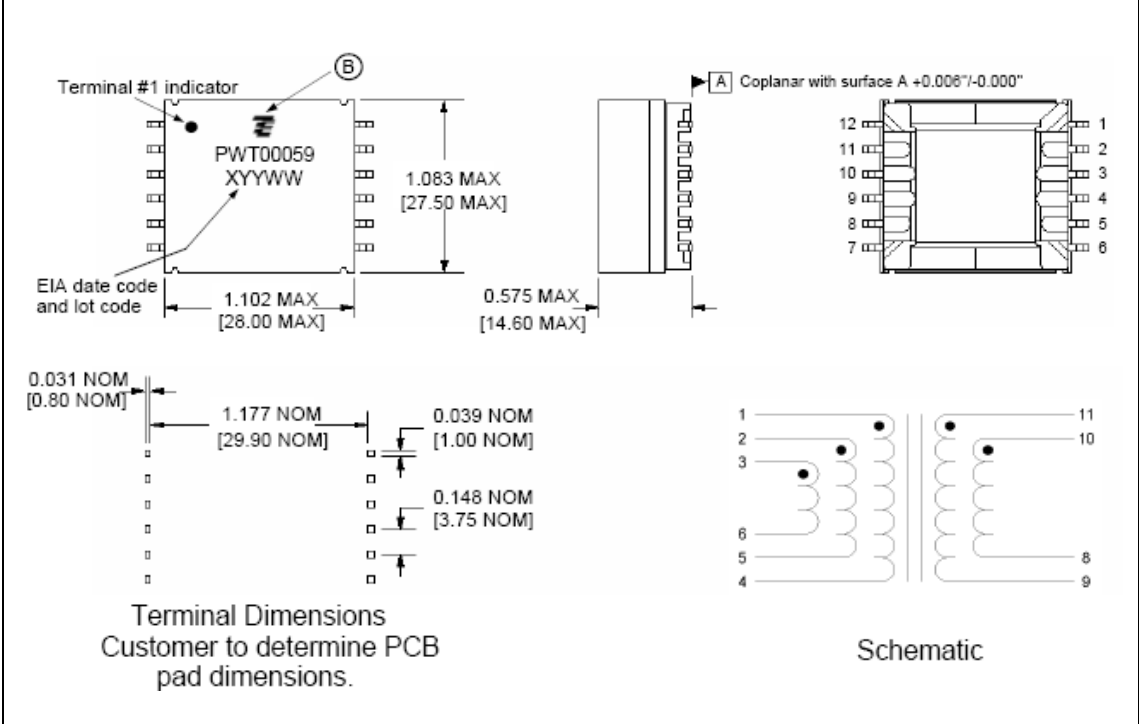 B
Terminal #1 indicator
PWT00059
XYYWW
EIA date code
and lot code
1.083 MAX
[27.50 MAX]
1.102 MAX
[28.00 MAX]
A Coplanar with surface A +0.006"/-0.000"
0.575 MAX
[14.60 MAX]
12 1
11 2
10 3
9 4
8 5
7 6
0.031 NOM
[0.80 NOM]
1.177 NOM
[29.90 NOM]
0.039 NOM
[1.00 NOM]
0.148 NOM
[3.75 NOM]
Terminal Dimensions
Customer to determine PCB
pad dimensions.
1 11
2 10
3
6
5 8
4 9
Schematic